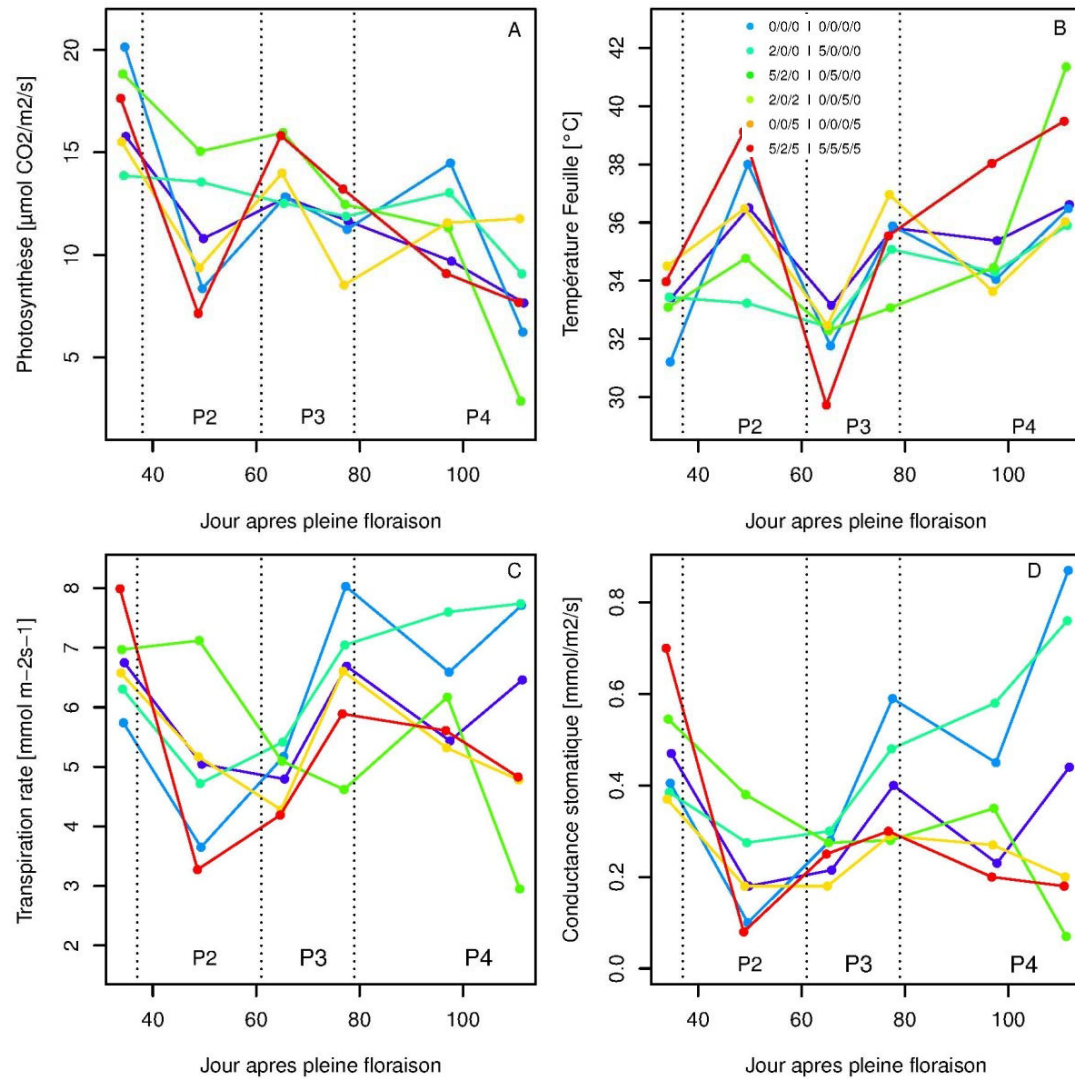 A
20
15
10
5
Photosynthèse [µmol CO2/m2/s]
P2
P3
P4
40
60
80
100
Jour apres pleine floraison
B
0/0/0 | 0/0/0/0
2/0/0 | 5/0/0/0
5/2/0 | 0/5/0/0
2/0/2 | 0/0/5/0
0/0/5 | 0/0/0/5
5/2/5 | 5/5/5/5
42
40
38
36
34
32
30
Température Feuille [°C]
P2
P3
P4
40
60
80
100
Jour apres pleine floraison
C
8
7
6
5
4
3
2
Transpiration rate [mmol m−2s−1]
P2
P3
P4
40
60
80
100
Jour apres pleine floraison
D
0.8
0.6
0.4
0.2
0.0
Conductance stomatique [mmol/m2/s]
P2
P3
P4
40
60
80
100
Jour apres pleine floraison